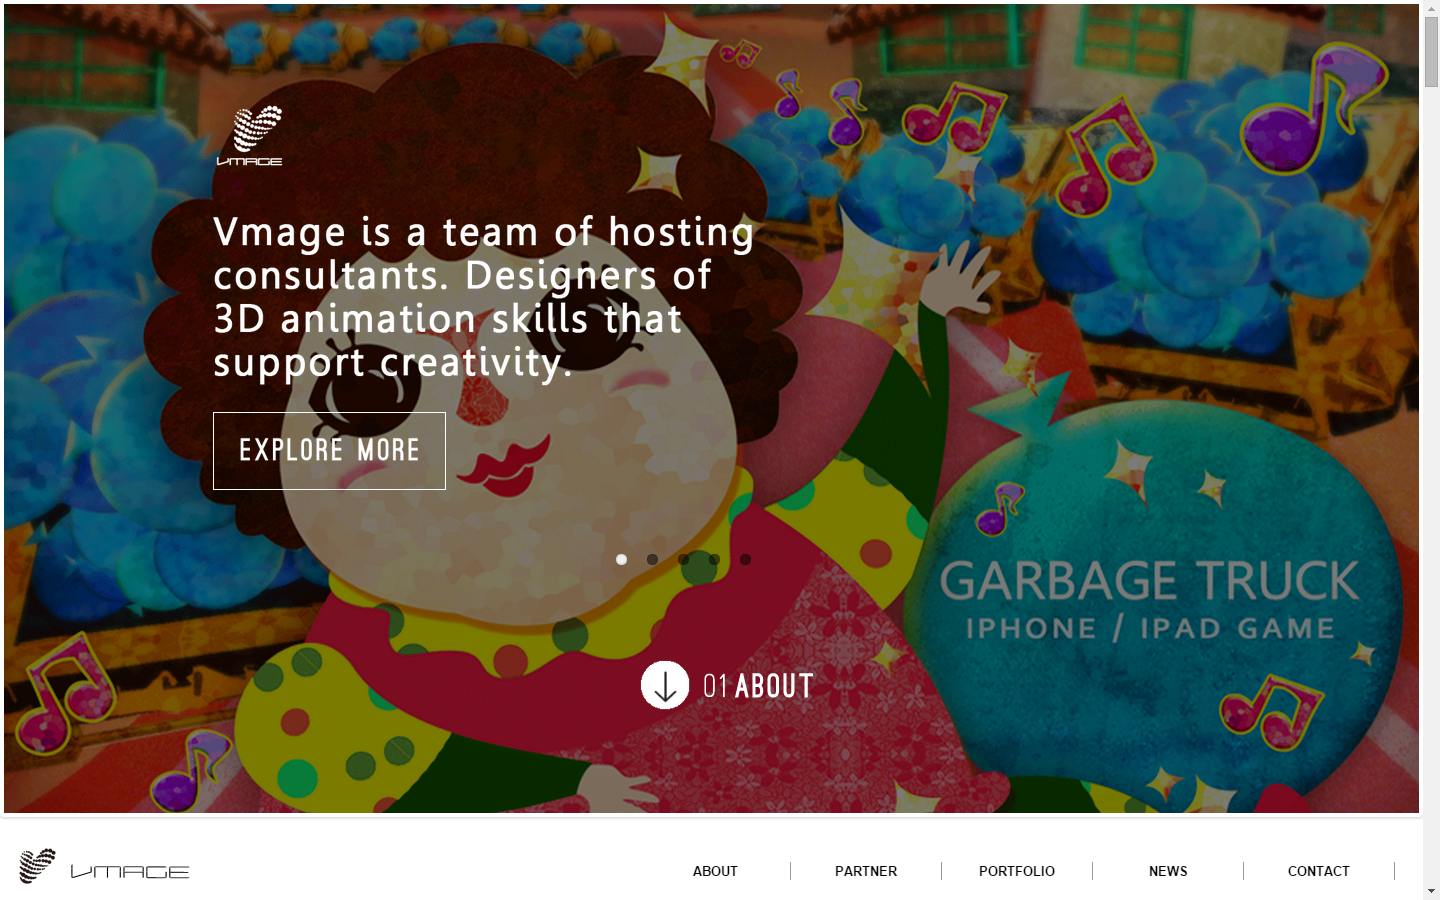 VMAGE
Vmage is a team of hosting
consultants. Designers of
3D animation skills that
support creativity.
EXPLORE MORE
GARBAGE TRUCK
IPHONE / IPAD GAME
01 ABOUT
VMAGE
ABOUT
PARTNER
PORTFOLIO
NEWS
CONTACT